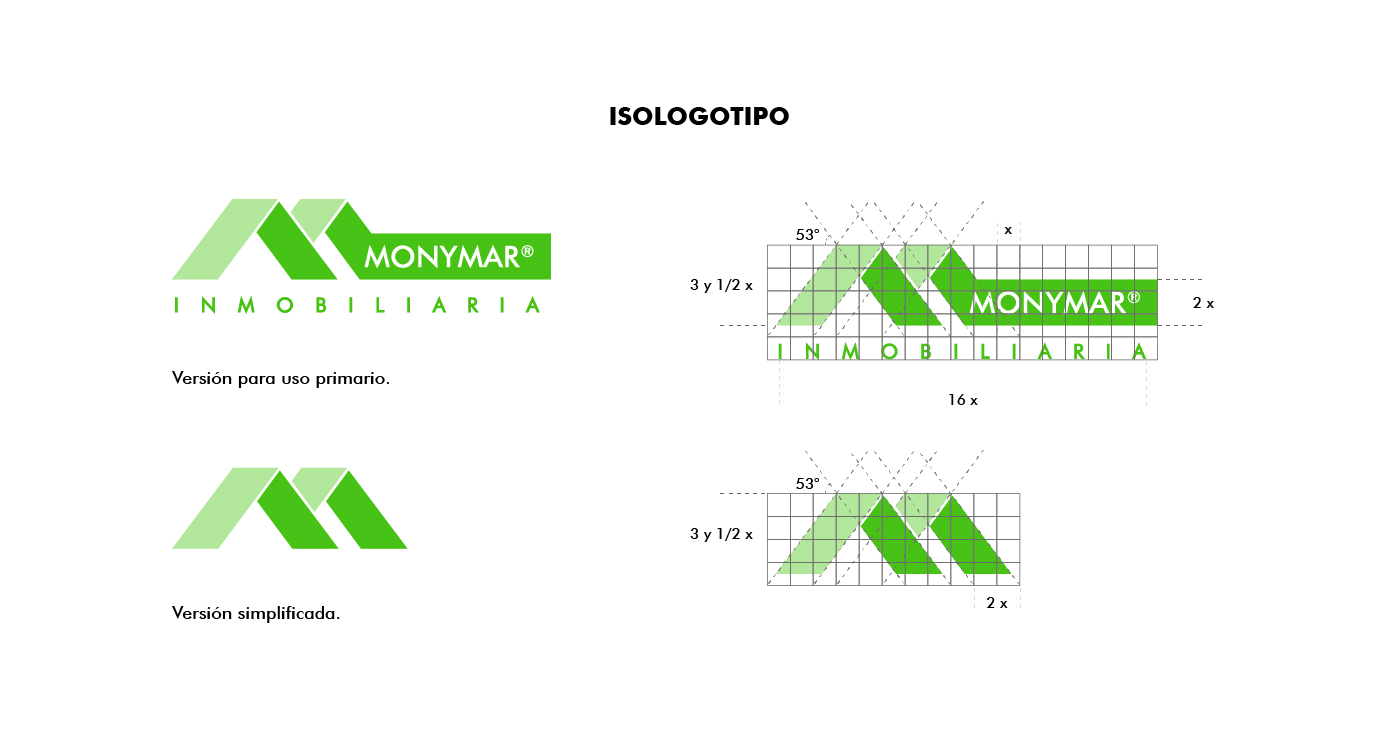 ISOLOGOTIPO
MONYMAR®
INMOBILIARIA
Versión para uso primario.
53°
x
3 y 1/2 x
MONYMAR®
2 x
INMOBILIARIA
16 x
Versión simplificada.
53°
3 y 1/2 x
2 x